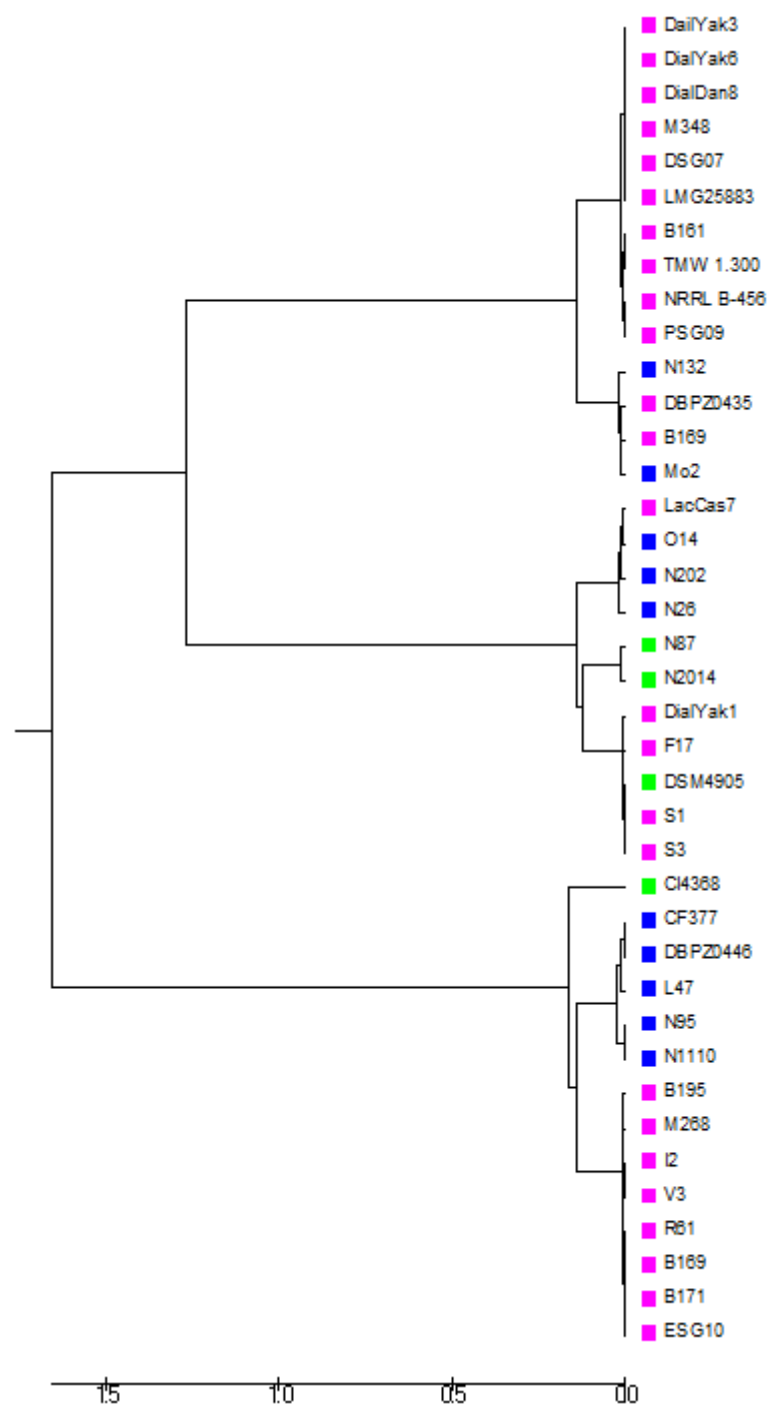 DailYak3
DialYak6
DialDan8
M348
DSG07
LMG25883
B161
TMW 1.300
NRRL B-456
PSG09
N132
DBPZ0435
B169
Mo2
LacCas7
O14
N202
N26
N87
N2014
DialYak1
F17
DSM4905
S1
S3
CI4368
CF377
DBPZ0446
L47
N95
N1110
B195
M268
I2
V3
R61
B169
B171
ESG10
1.5 1.0 0.5 0.0